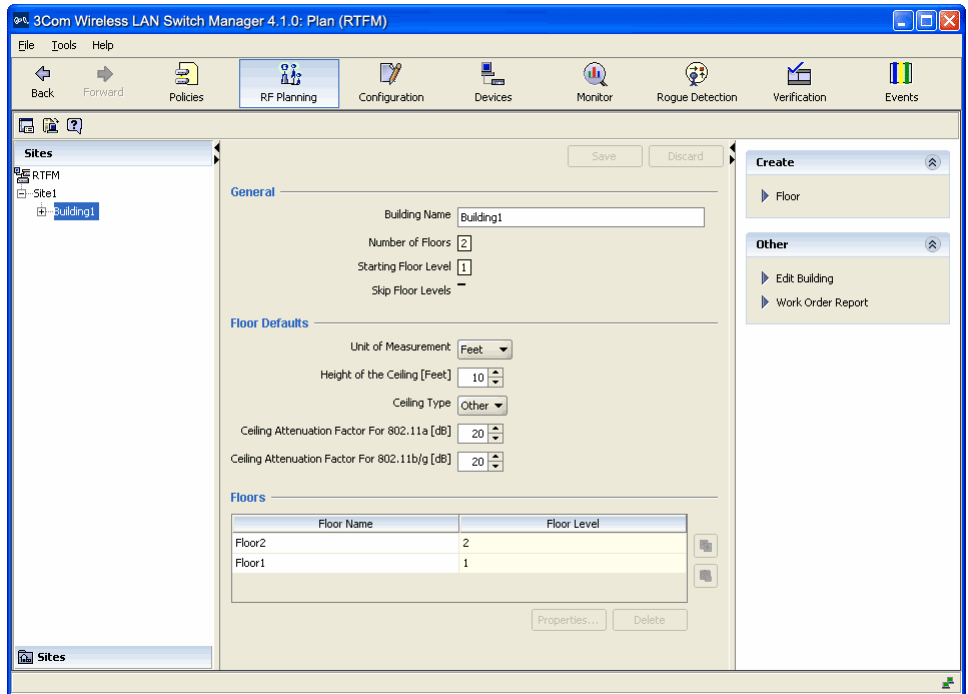 3Com Wireless LAN Switch Manager 4.1.0: Plan (RTFM)
File Tools Help
Back Forward Policies RF Planning Configuration Devices Monitor Rogue Detection Verification Events
Sites
RTFM
Site1
Building1
Sites
Save Discard
General
Building Name Building1
Number of Floors 2
Starting Floor Level 1
Skip Floor Levels
Floor Defaults
Unit of Measurement Feet
Height of the Ceiling [Feet] 10
Ceiling Type Other
Ceiling Attenuation Factor For 802.11a [dB] 20
Ceiling Attenuation Factor For 802.11b/g [dB] 20
Floors
Floor Name Floor Level
Floor2 2
Floor1 1
Properties... Delete
Create
Floor
Other
Edit Building
Work Order Report